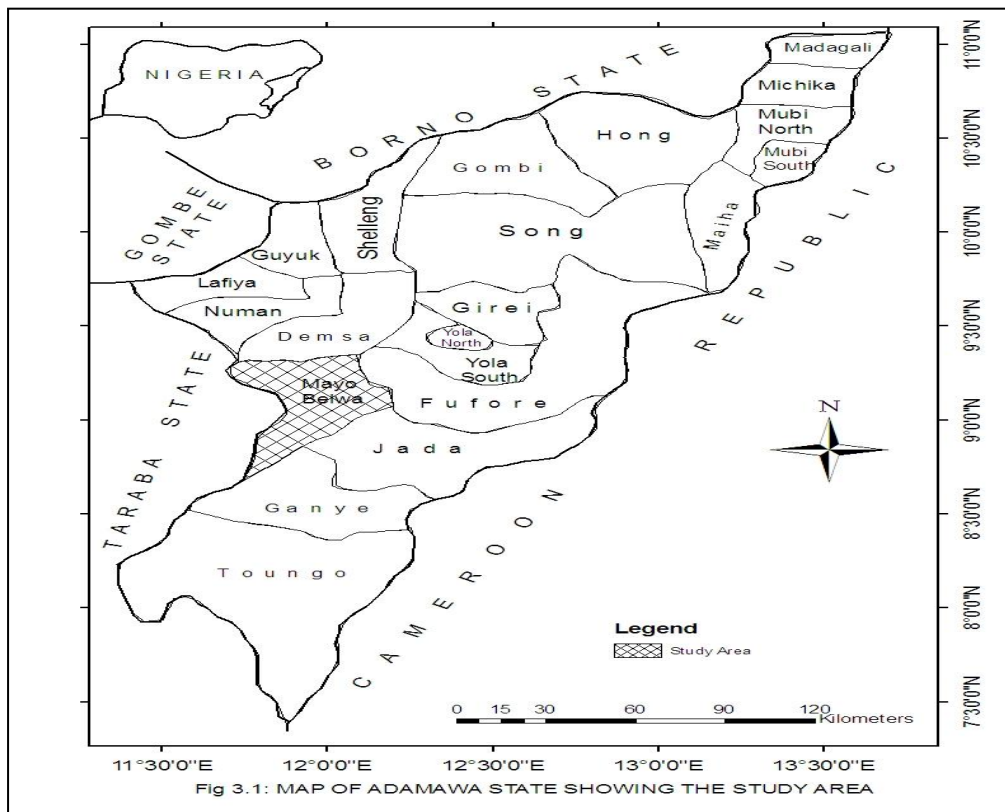 NIGERIA
BORNO STATE
GOMBE STATE
TARABA STATE
REPUBLIC
CAMEROON
Madagali
Michika
Mubi North
Mubi South
Hong
Gombi
Maiha
Song
Shelleng
Guyuk
Lafiya
Numan
Demsa
Girei
Yola North
Yola South
Mayo Belwa
Fufore
Jada
Ganye
Toungo
N
Legend
Study Area
0 15 30 60 90 120
Kilometers
11°0'0"N
10°30'0"N
10°0'0"N
9°30'0"N
9°0'0"N
8°30'0"N
8°0'0"N
7°30'0"N
11°30'0"E 12°0'0"E 12°30'0"E 13°0'0"E 13°30'0"E
Fig 3.1: MAP OF ADAMAWA STATE SHOWING THE STUDY AREA